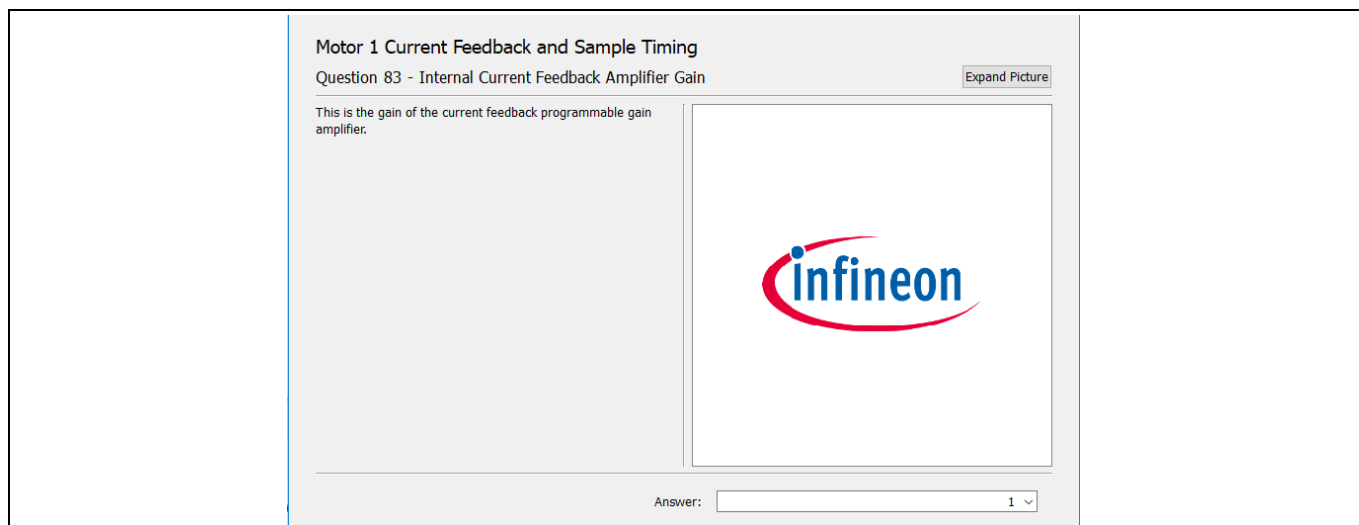 Motor 1 Current Feedback and Sample Timing
Question 83 - Internal Current Feedback Amplifier Gain
Expand Picture
This is the gain of the current feedback programmable gain
amplifier.
infineon
Answer:
1